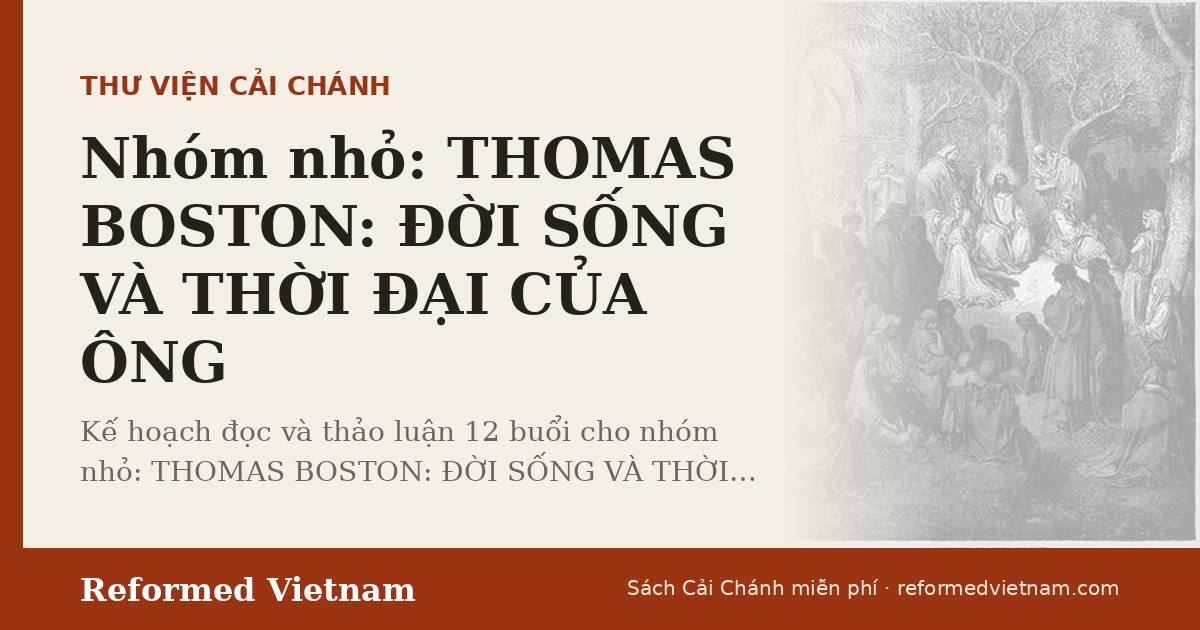 THƯ VIỆN CẢI CHÁNH
Nhóm nhỏ: THOMAS
BOSTON: ĐỜI SỐNG
VÀ THỜI ĐẠI CỦA
ÔNG
Kế hoạch đọc và thảo luận 12 buổi cho nhóm
nhỏ: THOMAS BOSTON: ĐỜI SỐNG VÀ THỜI...
Reformed Vietnam
Sách Cải Chánh miễn phí · reformedvietnam.com